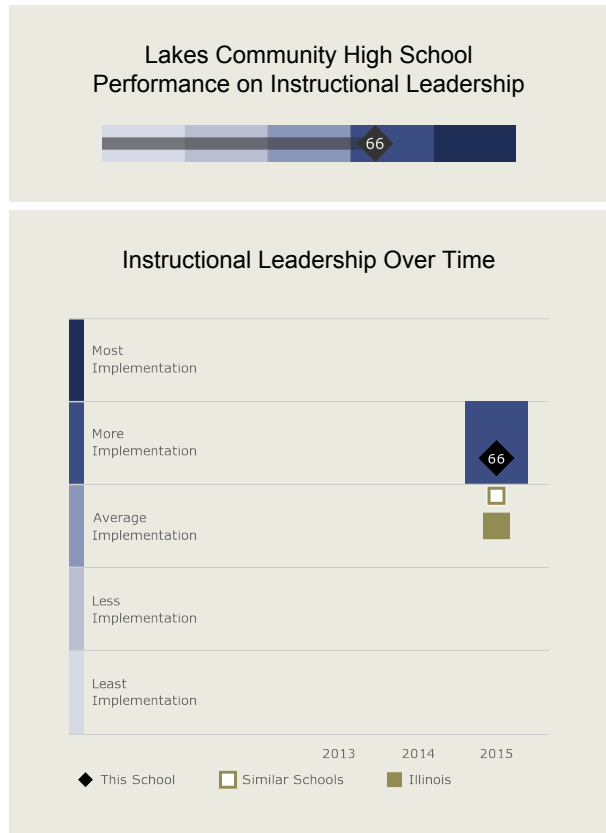 Lakes Community High School
Performance on Instructional Leadership
66
Instructional Leadership Over Time
Most
Implementation
More
Implementation
66
Average
Implementation
Less
Implementation
Least
Implementation
2013 2014 2015
This School Similar Schools Illinois